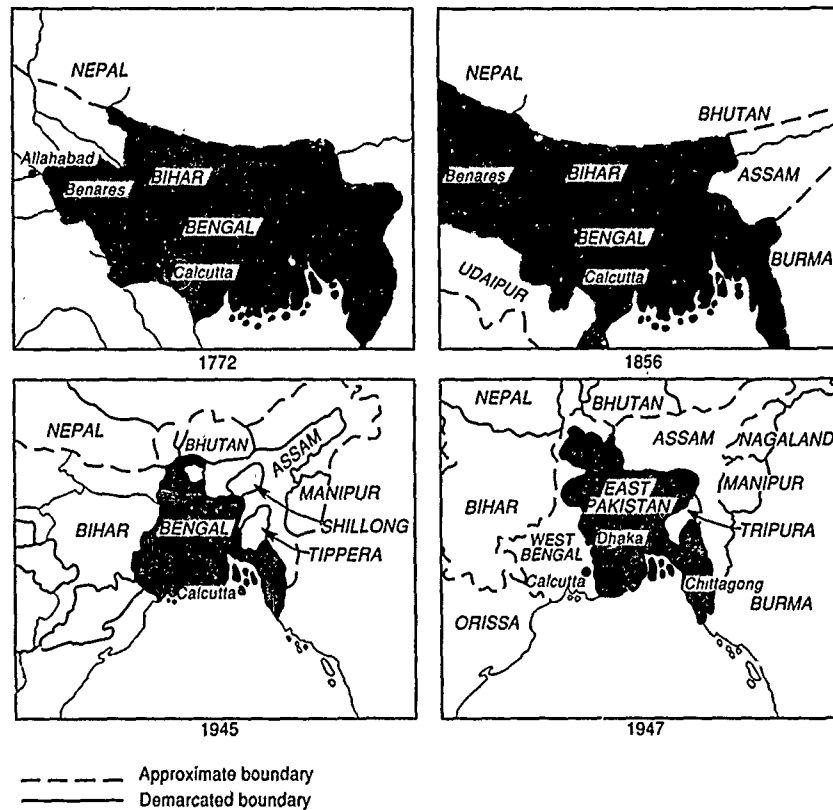 NEPAL
Allahabad
Benares
BIHAR
BENGAL
Calcutta
1772
NEPAL
BHUTAN
Benares
BIHAR
ASSAM
BENGAL
Calcutta
BURMA
UDAIPUR
1856
NEPAL
BHUTAN
ASSAM
MANIPUR
BIHAR
BENGAL
SHILLONG
TIPPERA
Calcutta
1945
NEPAL
BHUTAN
ASSAM
NAGALAND
BIHAR
EAST
PAKISTAN
MANIPUR
TRIPURA
WEST
BENGAL
Dhaka
Calcutta
Chittagong
BURMA
ORISSA
1947
Approximate boundary
Demarcated boundary